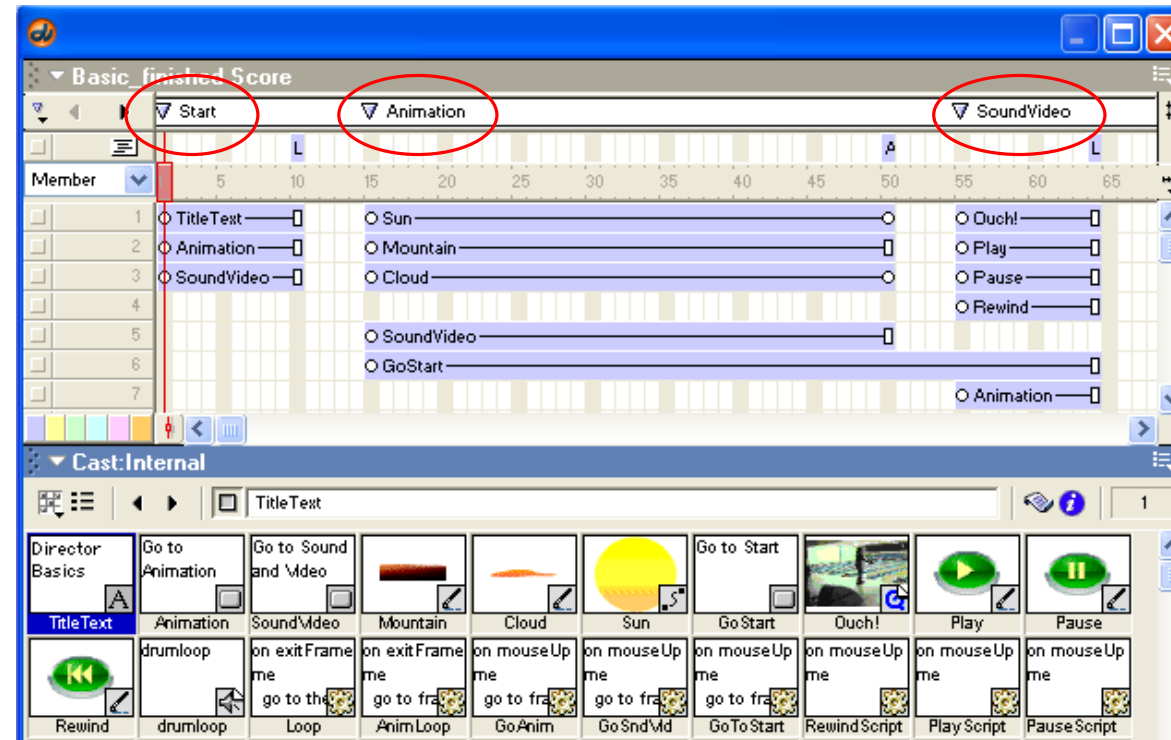 Basic_finished Score
Start Animation SoundVideo
L A L
Member 5 10 15 20 25 30 35 40 45 50 55 60 65
1 TitleText Sun Ouch!
2 Animation Mountain Play
3 SoundVideo Cloud Pause
4 Rewind
5 SoundVideo
6 GoStart
7 Animation
Cast:Internal
TitleText 1
Director Go to Go to Sound Go to Start
Basics Animation and Video
A
TitleText Animation SoundVideo Mountain Cloud Sun GoStart Ouch! Play Pause
drumloop on exitFrame on exitFrame on mouseUp on mouseUp on mouseUp on mouseUp on mouseUp on mouseUp
me me me me me me me me
go to the go to fra go to fra go to fra go to fra
Rewind drumloop Loop AnimLoop GoAnim GoSndVid GoToStart RewindScript PlayScript PauseScript